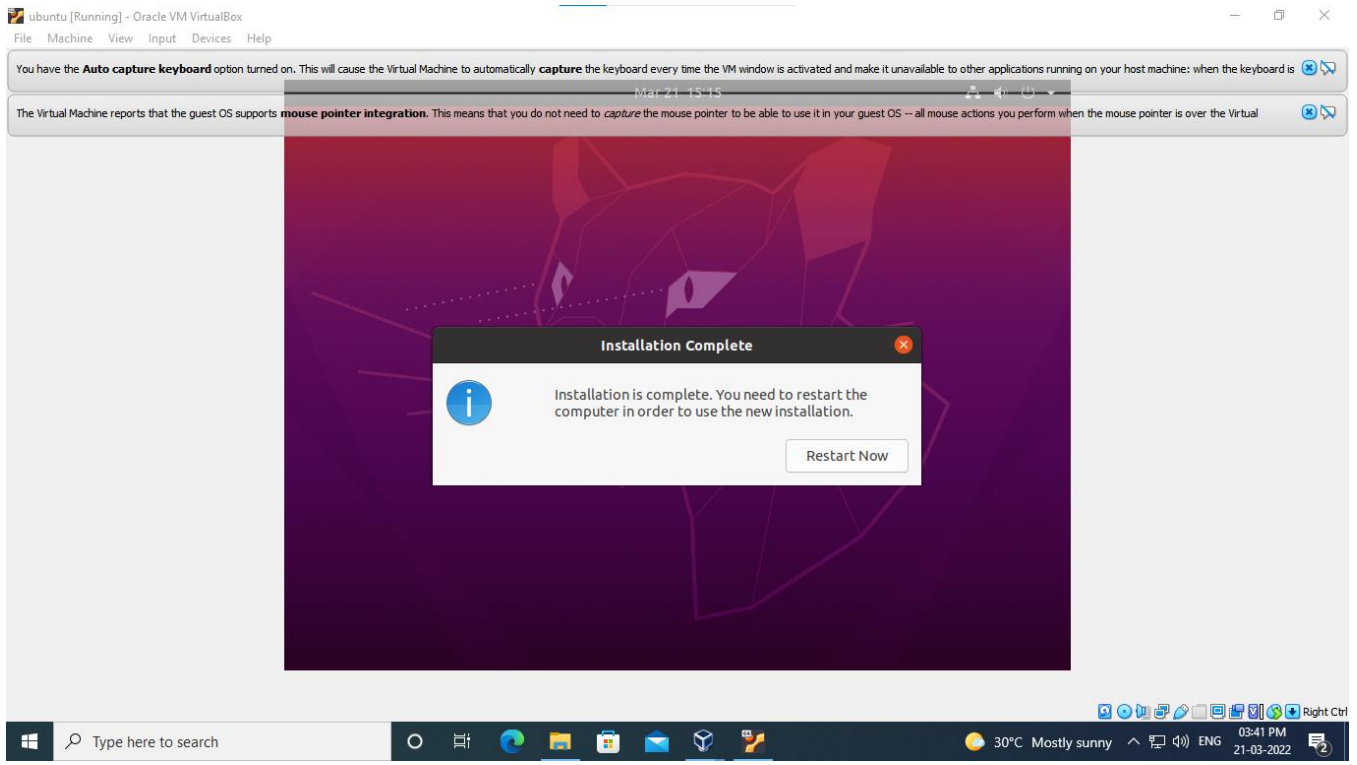 ubuntu [Running] - Oracle VM VirtualBox
File Machine View Input Devices Help
You have the Auto capture keyboard option turned on. This will cause the Virtual Machine to automatically capture the keyboard every time the VM window is activated and make it unavailable to other applications running on your host machine: when the keyboard is
Mar 21 15:15
The Virtual Machine reports that the guest OS supports mouse pointer integration. This means that you do not need to capture the mouse pointer to be able to use it in your guest OS -- all mouse actions you perform when the mouse pointer is over the Virtual
Installation Complete
Installation is complete. You need to restart the
computer in order to use the new installation.
Restart Now
Right Ctrl
Type here to search
30°C Mostly sunny
ENG
03:41 PM
21-03-2022
2